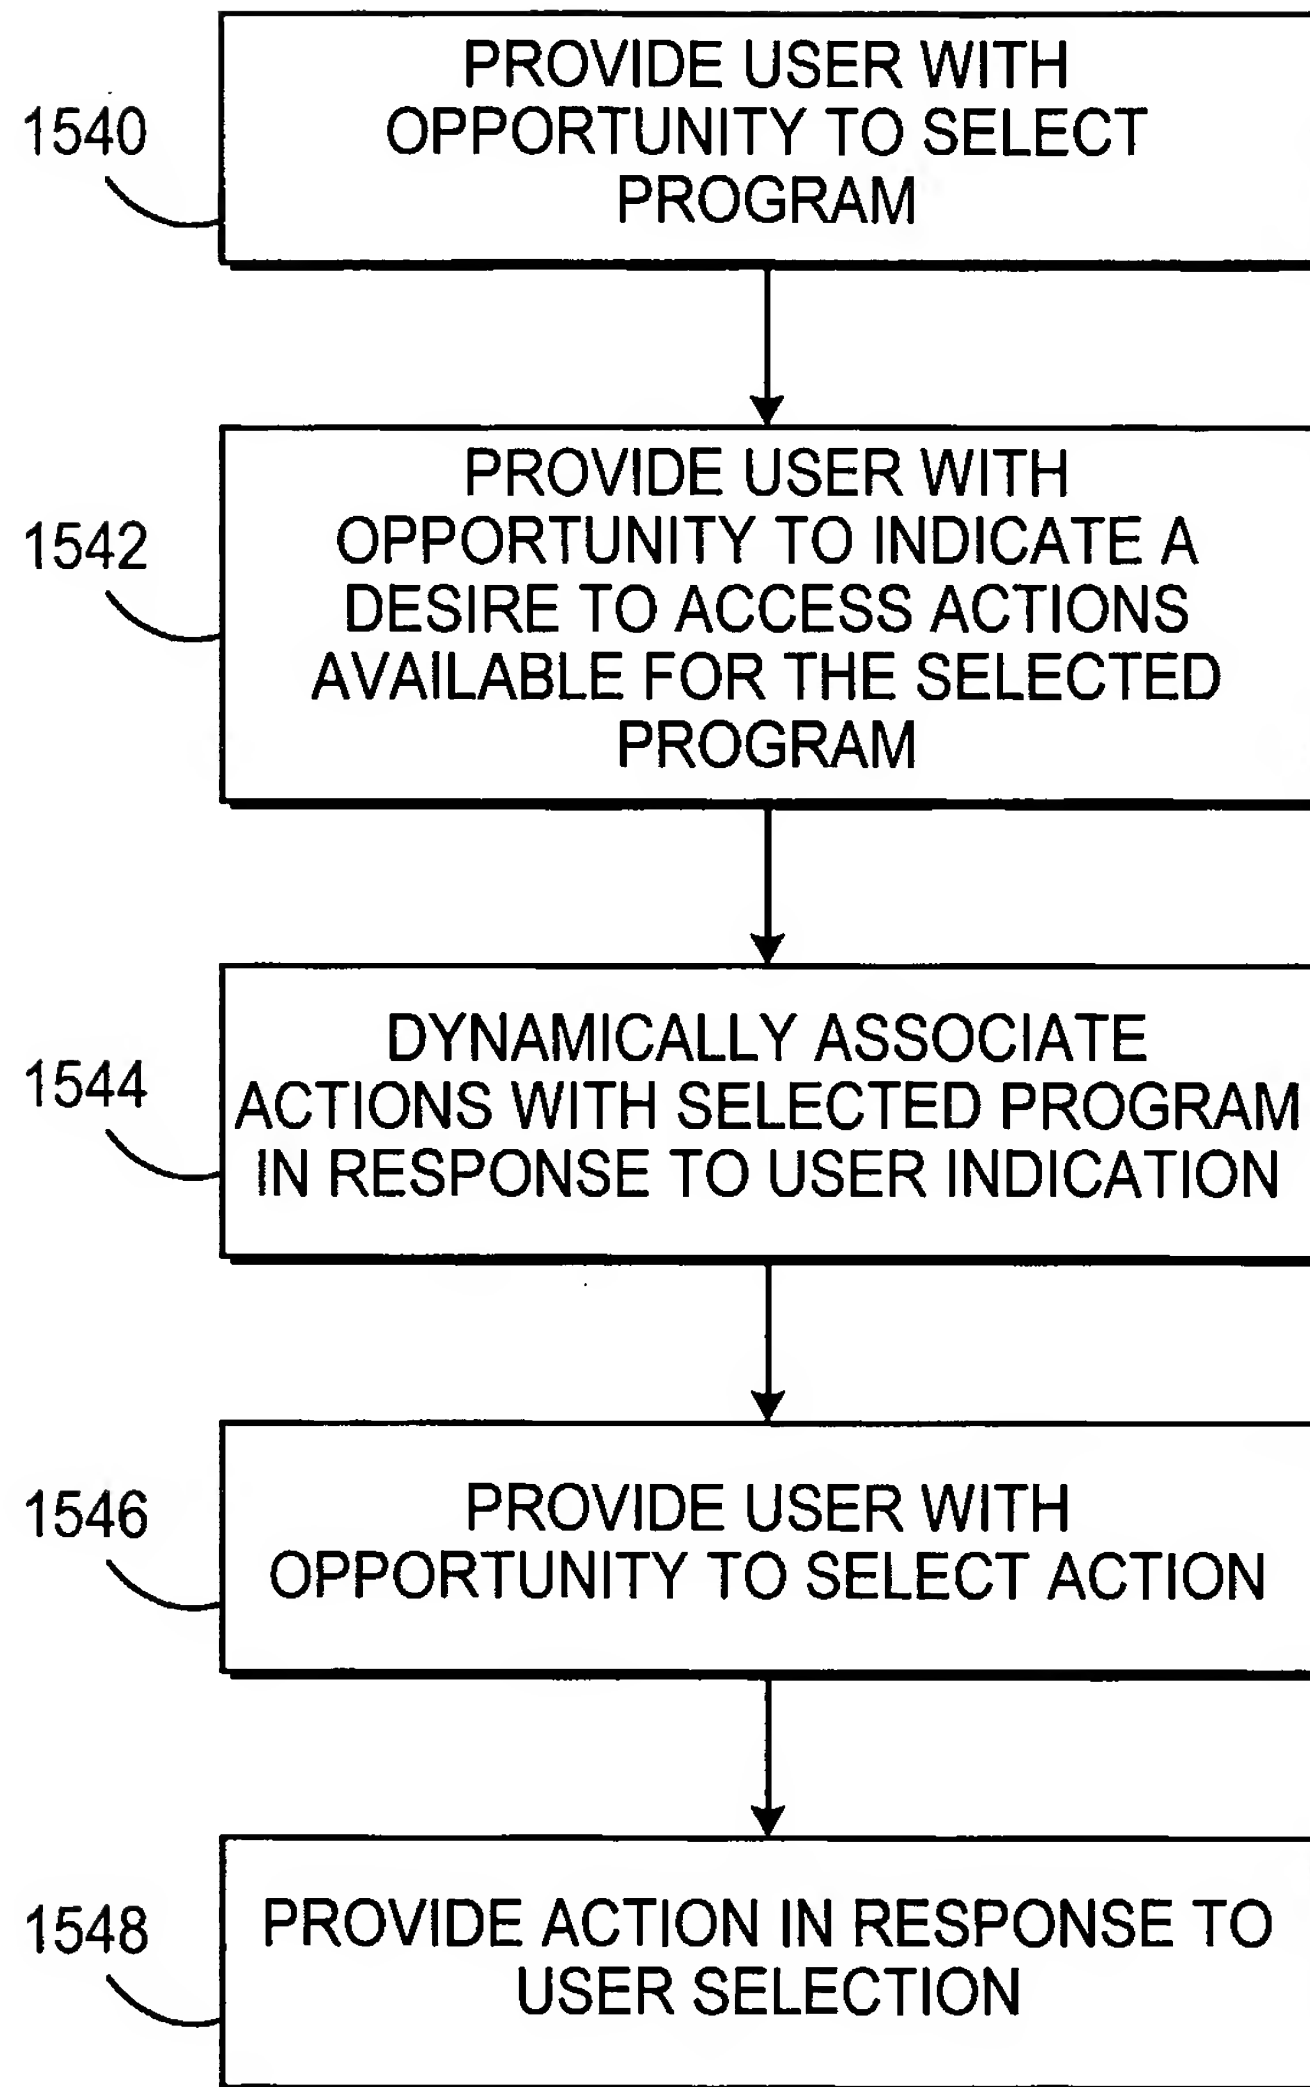 1540
PROVIDE USER WITH
OPPORTUNITY TO SELECT
PROGRAM
1542
PROVIDE USER WITH
OPPORTUNITY TO INDICATE A
DESIRE TO ACCESS ACTIONS
AVAILABLE FOR THE SELECTED
PROGRAM
1544
DYNAMICALLY ASSOCIATE
ACTIONS WITH SELECTED PROGRAM
IN RESPONSE TO USER INDICATION
1546
PROVIDE USER WITH
OPPORTUNITY TO SELECT ACTION
1548
PROVIDE ACTION IN RESPONSE TO
USER SELECTION